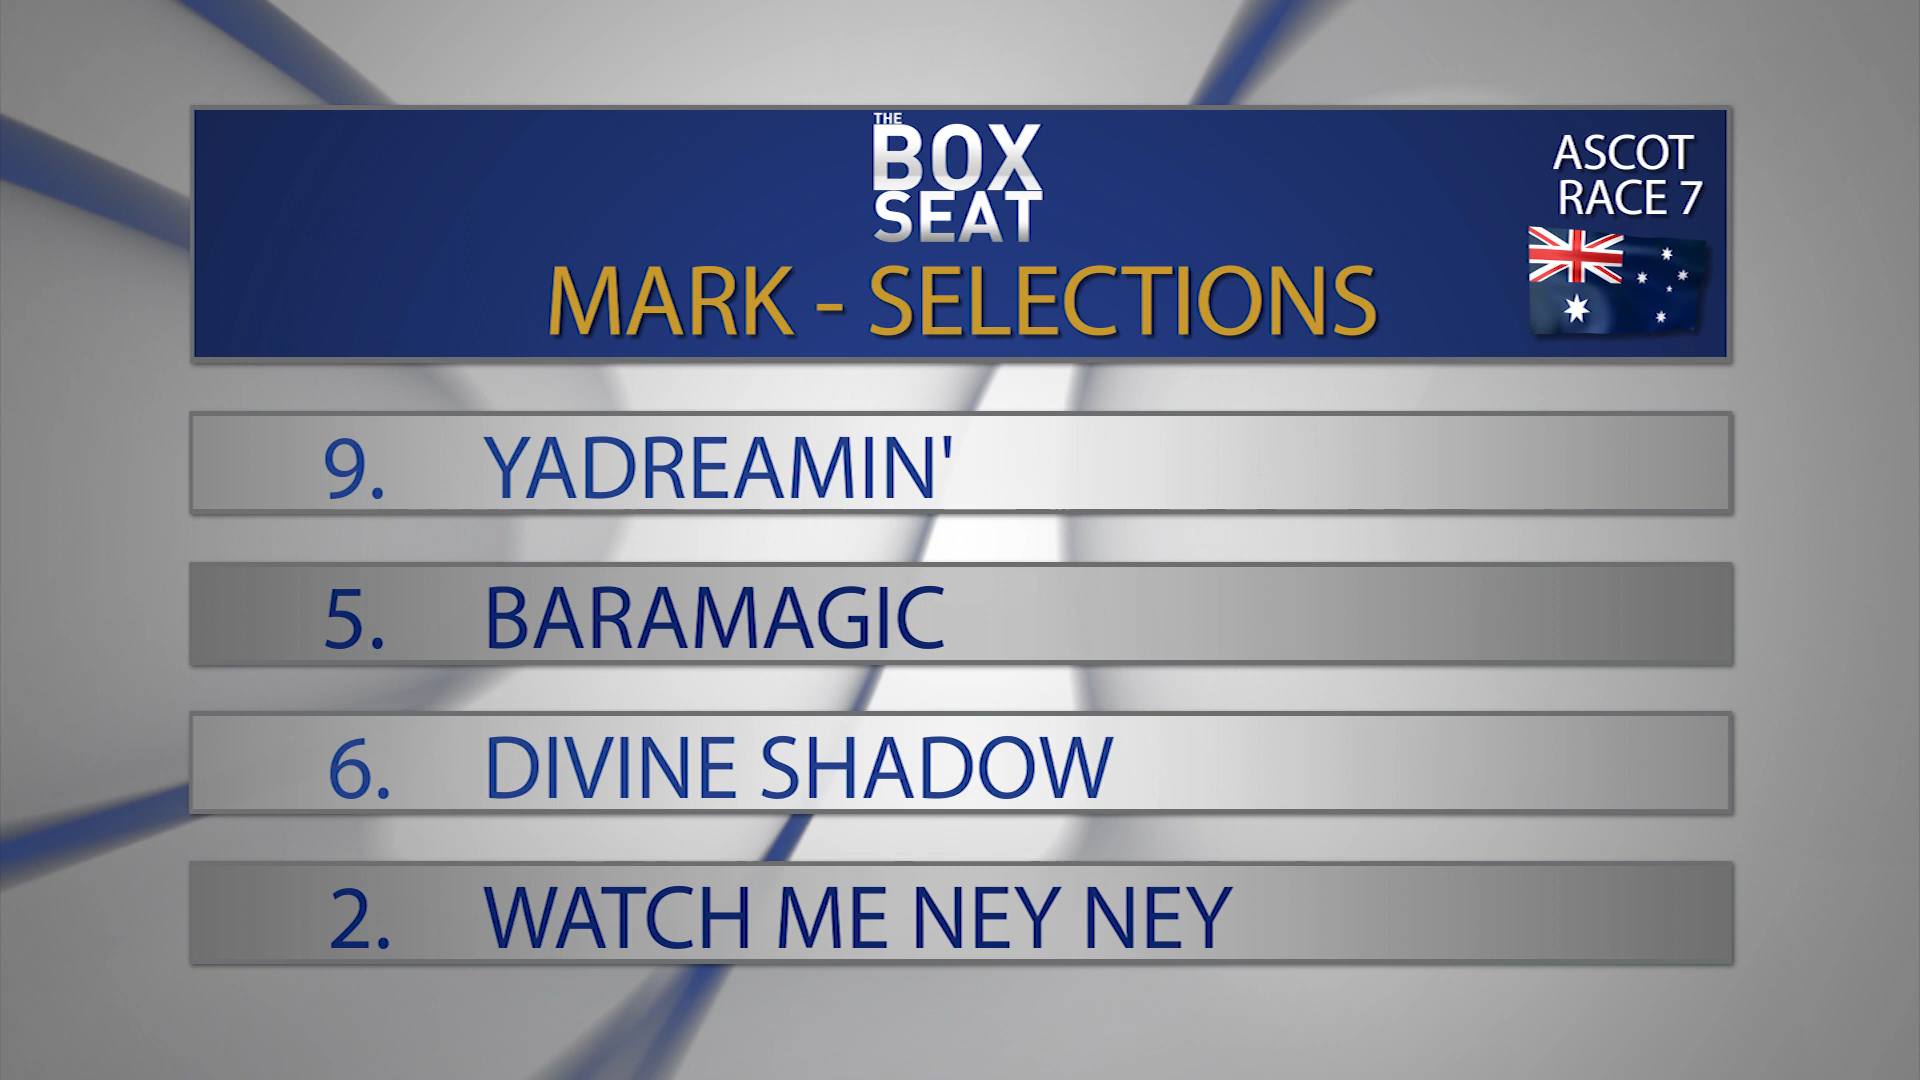 THE
BOX
SEAT
ASCOT
RACE 7
MARK - SELECTIONS
9. YADREAMIN'
5. BARAMAGIC
6. DIVINE SHADOW
2. WATCH ME NEY NEY